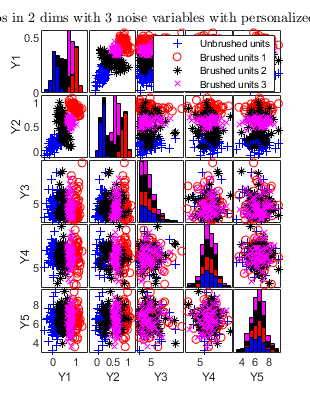 ps in 2 dims with 3 noise variables with personalize
Unbrushed units
Brushed units 1
Brushed units 2
Brushed units 3
0.5
0
Y1
1
0.5
0
Y2
5
Y3
5
Y4
8
6
4
Y5
0 1
0 0.5 1
5
5
4 6 8
Y1
Y2
Y3
Y4
Y5